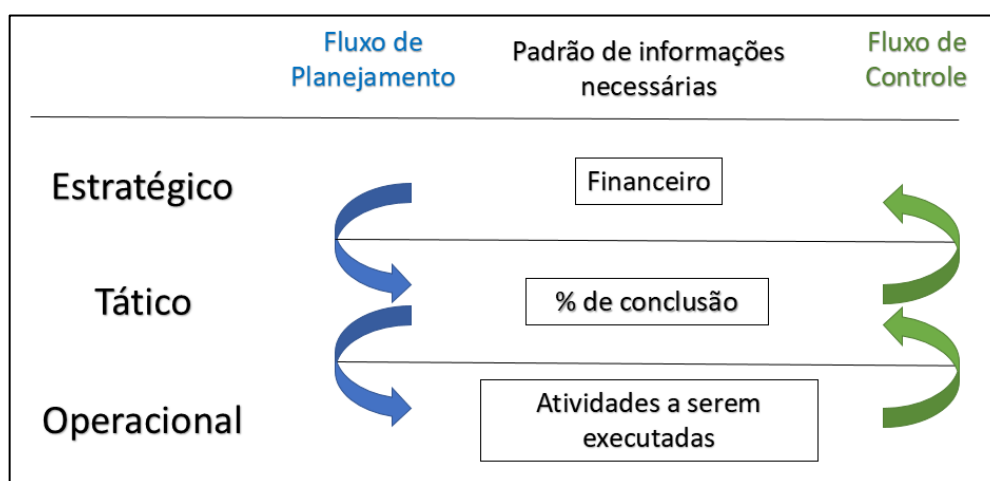 Fluxo de
Planejamento
Padrão de informações
necessárias
Fluxo de
Controle
Estratégico
Financeiro
Tático
% de conclusão
Operacional
Atividades a serem
executadas